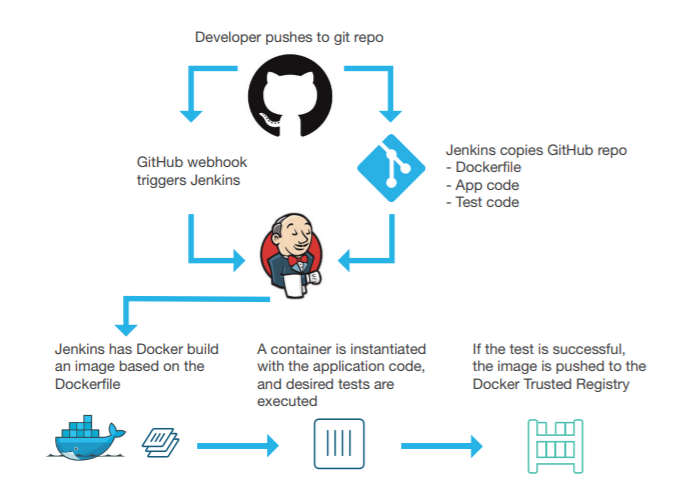 Developer pushes to git repo
GitHub webhook
triggers Jenkins
Jenkins copies GitHub repo
- Dockerfile
- App code
- Test code
Jenkins has Docker build
an image based on the
Dockerfile
A container is instantiated
with the application code,
and desired tests are
executed
If the test is successful,
the image is pushed to the
Docker Trusted Registry